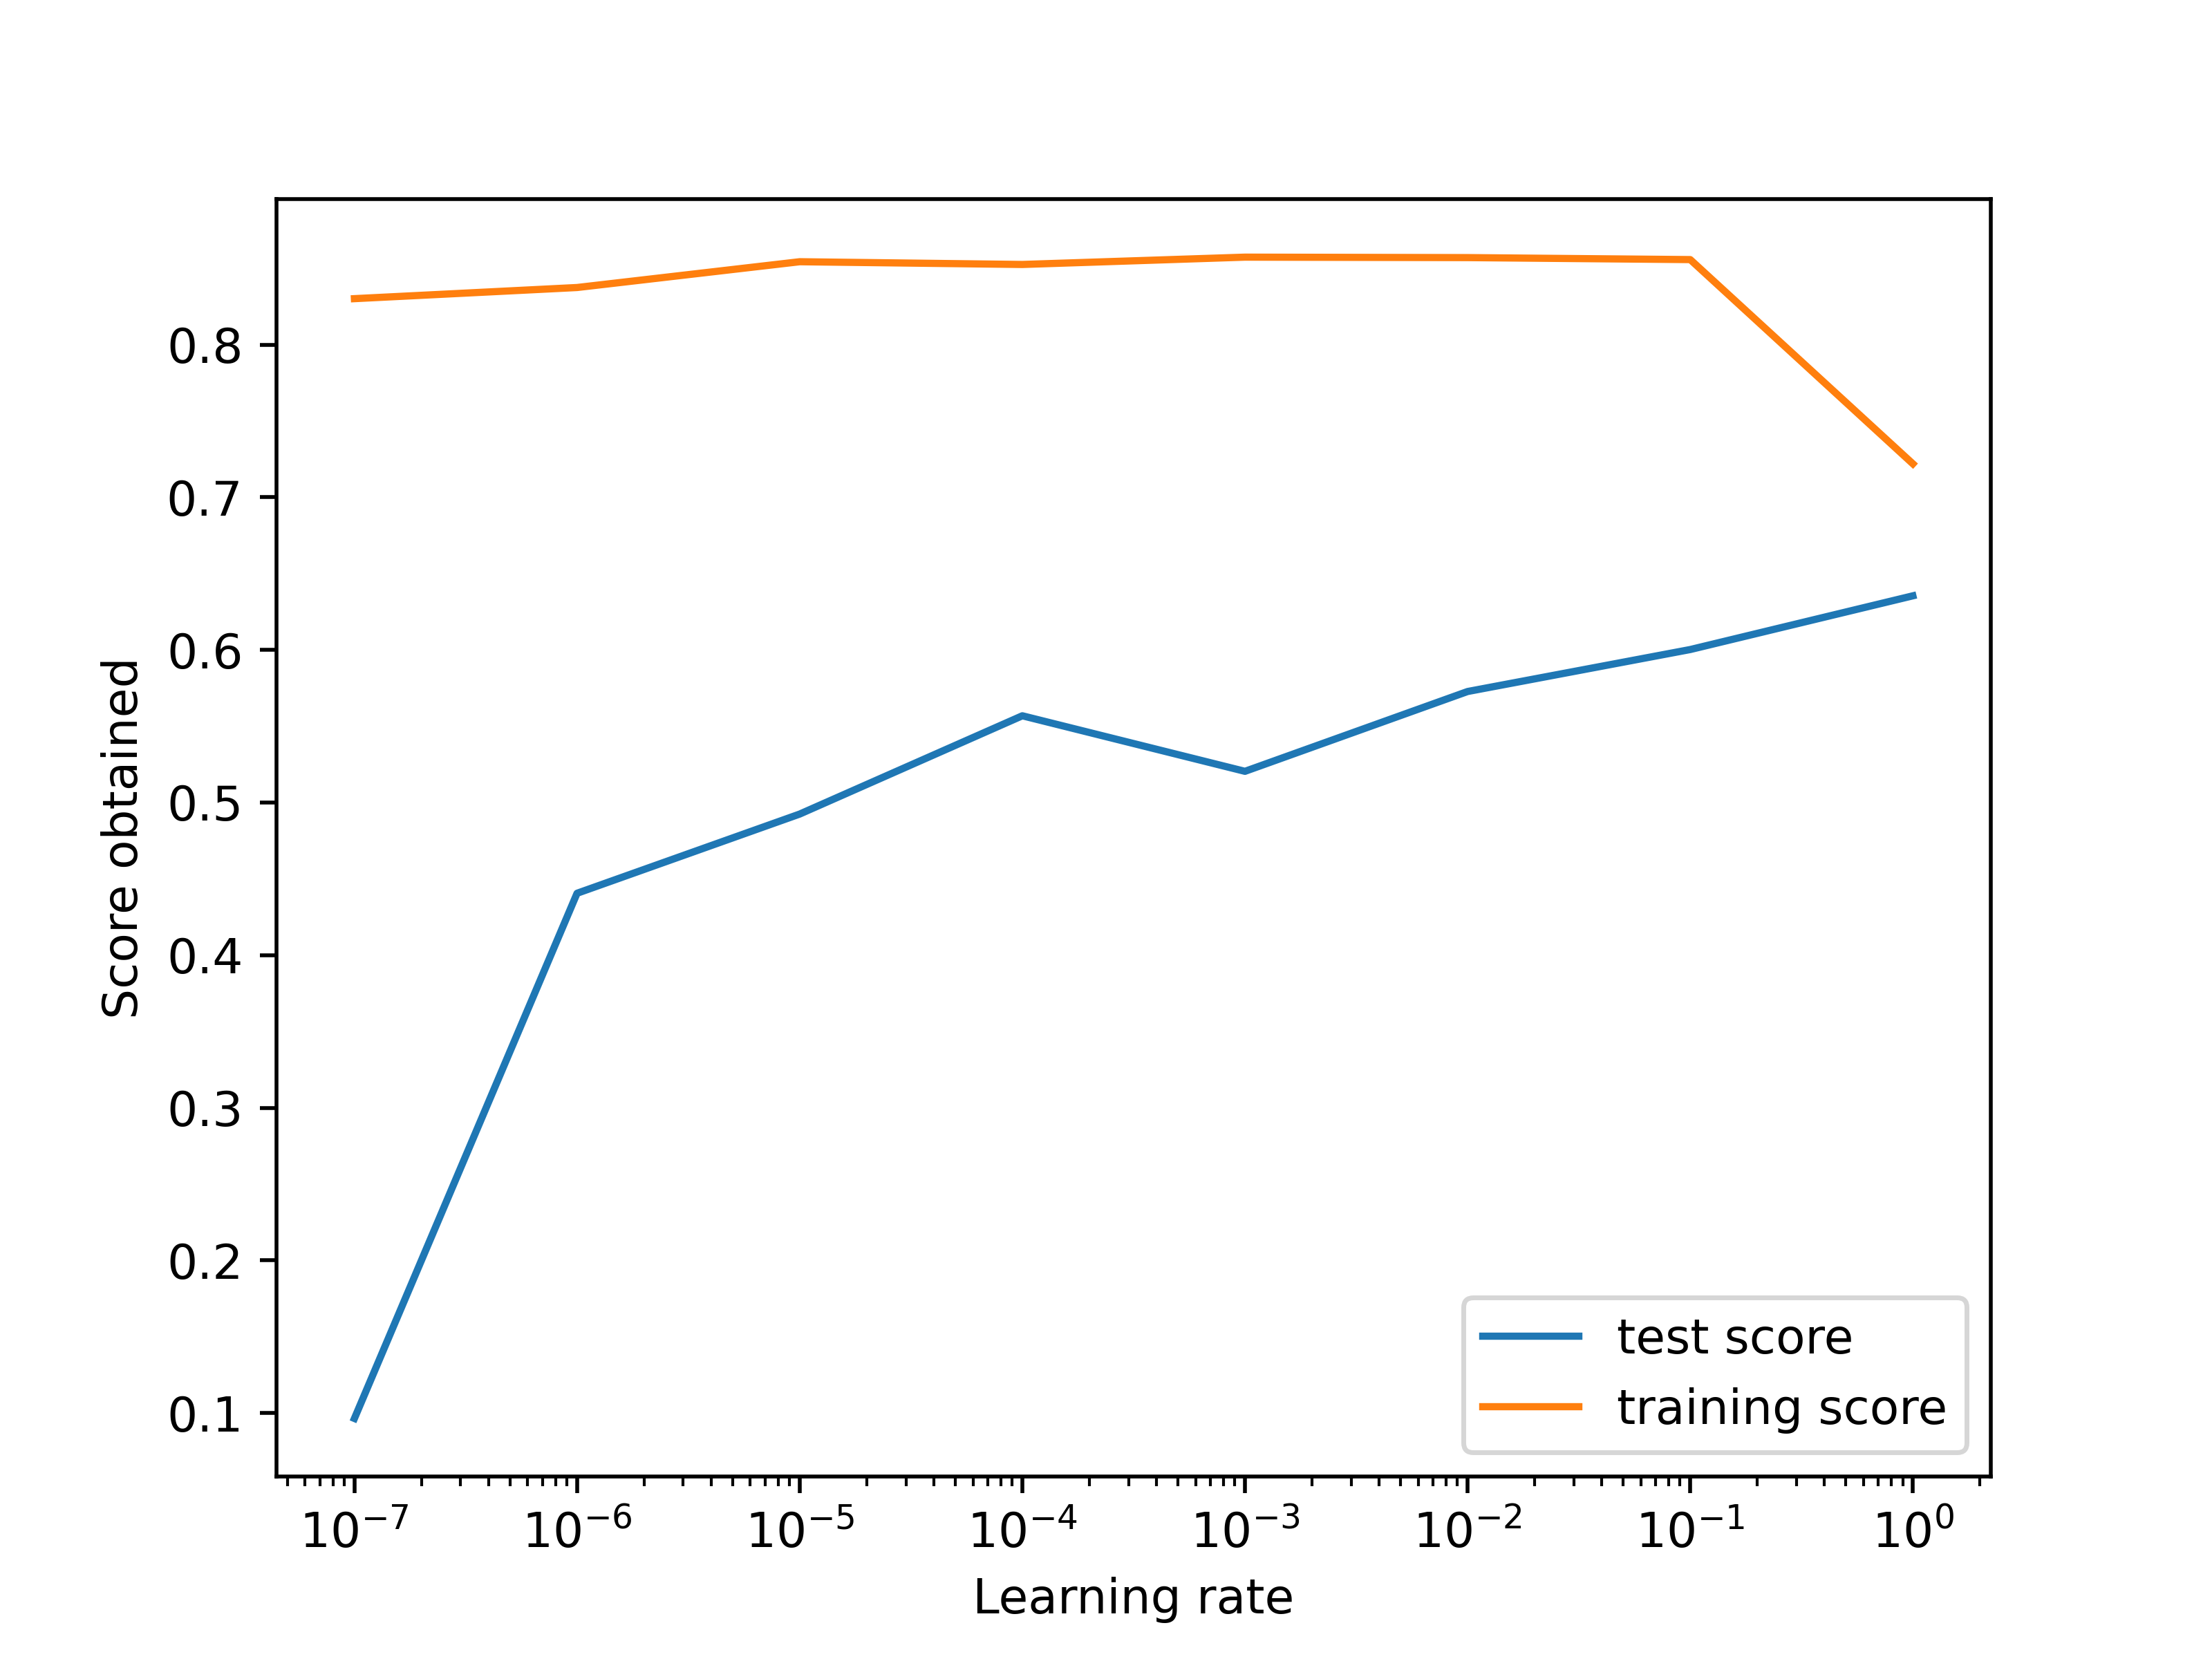 0.8
0.7
0.6
0.5
0.4
0.3
0.2
0.1
Score obtained
test score
training score
10⁻⁷ 10⁻⁶ 10⁻⁵ 10⁻⁴ 10⁻³ 10⁻² 10⁻¹ 10⁰
Learning rate